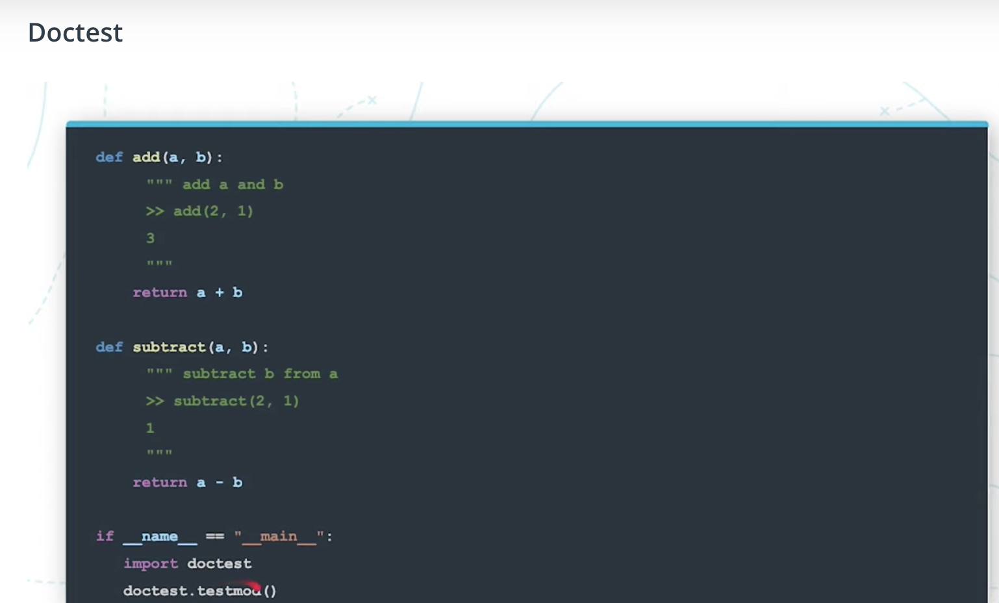 Doctest
def add(a, b):
""" add a and b
>> add(2, 1)
3
"""
return a + b
def subtract(a, b):
""" subtract b from a
>> subtract(2, 1)
1
"""
return a - b
if __name__ == "__main__":
import doctest
doctest.testmod()